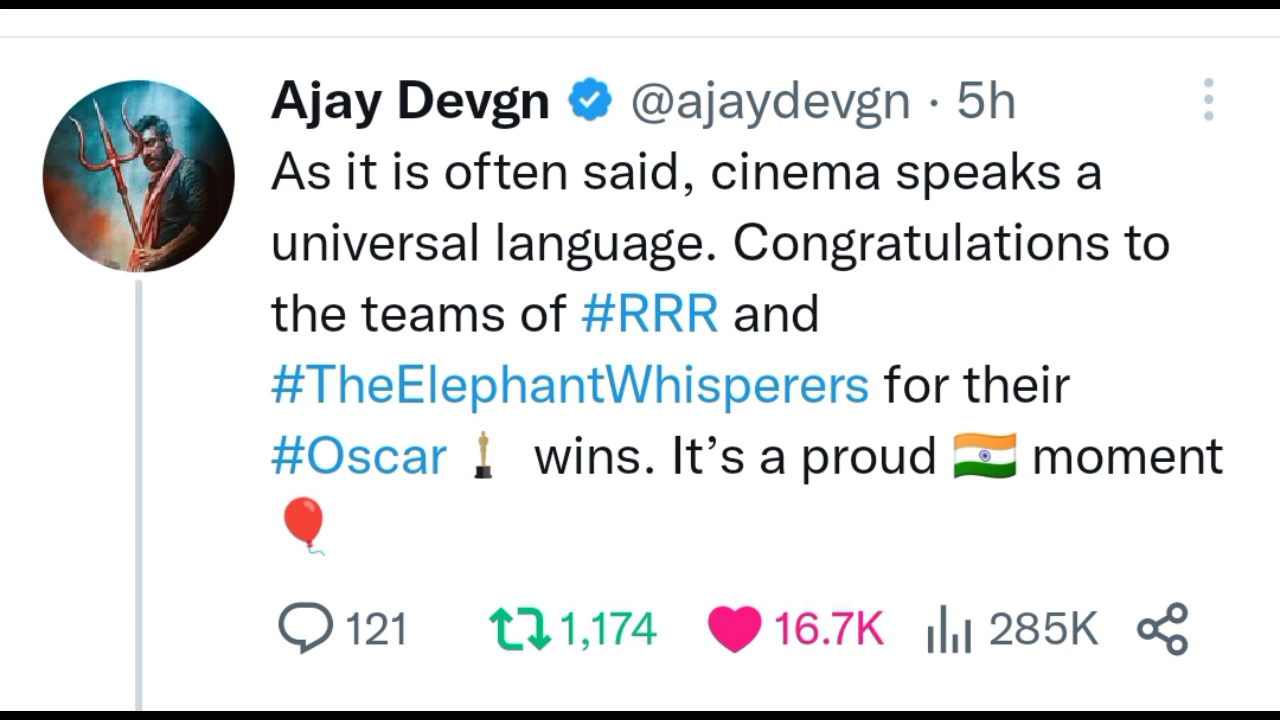 Ajay Devgn @ajaydevgn · 5h
As it is often said, cinema speaks a
universal language. Congratulations to
the teams of #RRR and
#TheElephantWhisperers for their
#Oscar wins. It’s a proud 🇮🇳 moment
🎈
121 1,174 16.7K 285K